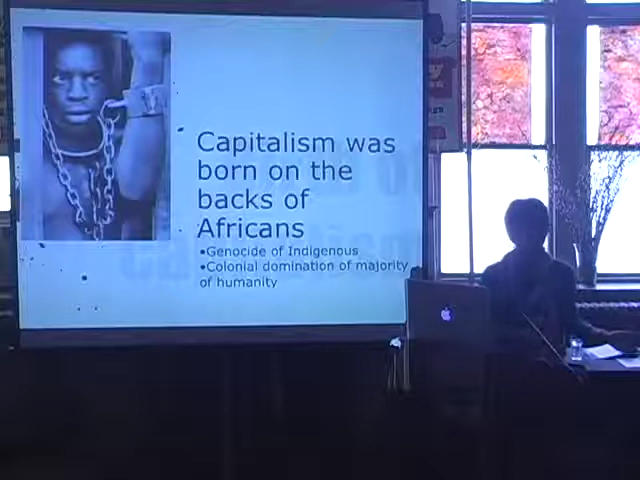 Capitalism was
born on the
backs of
Africans
•Genocide of Indigenous
•Colonial domination of majority
of humanity